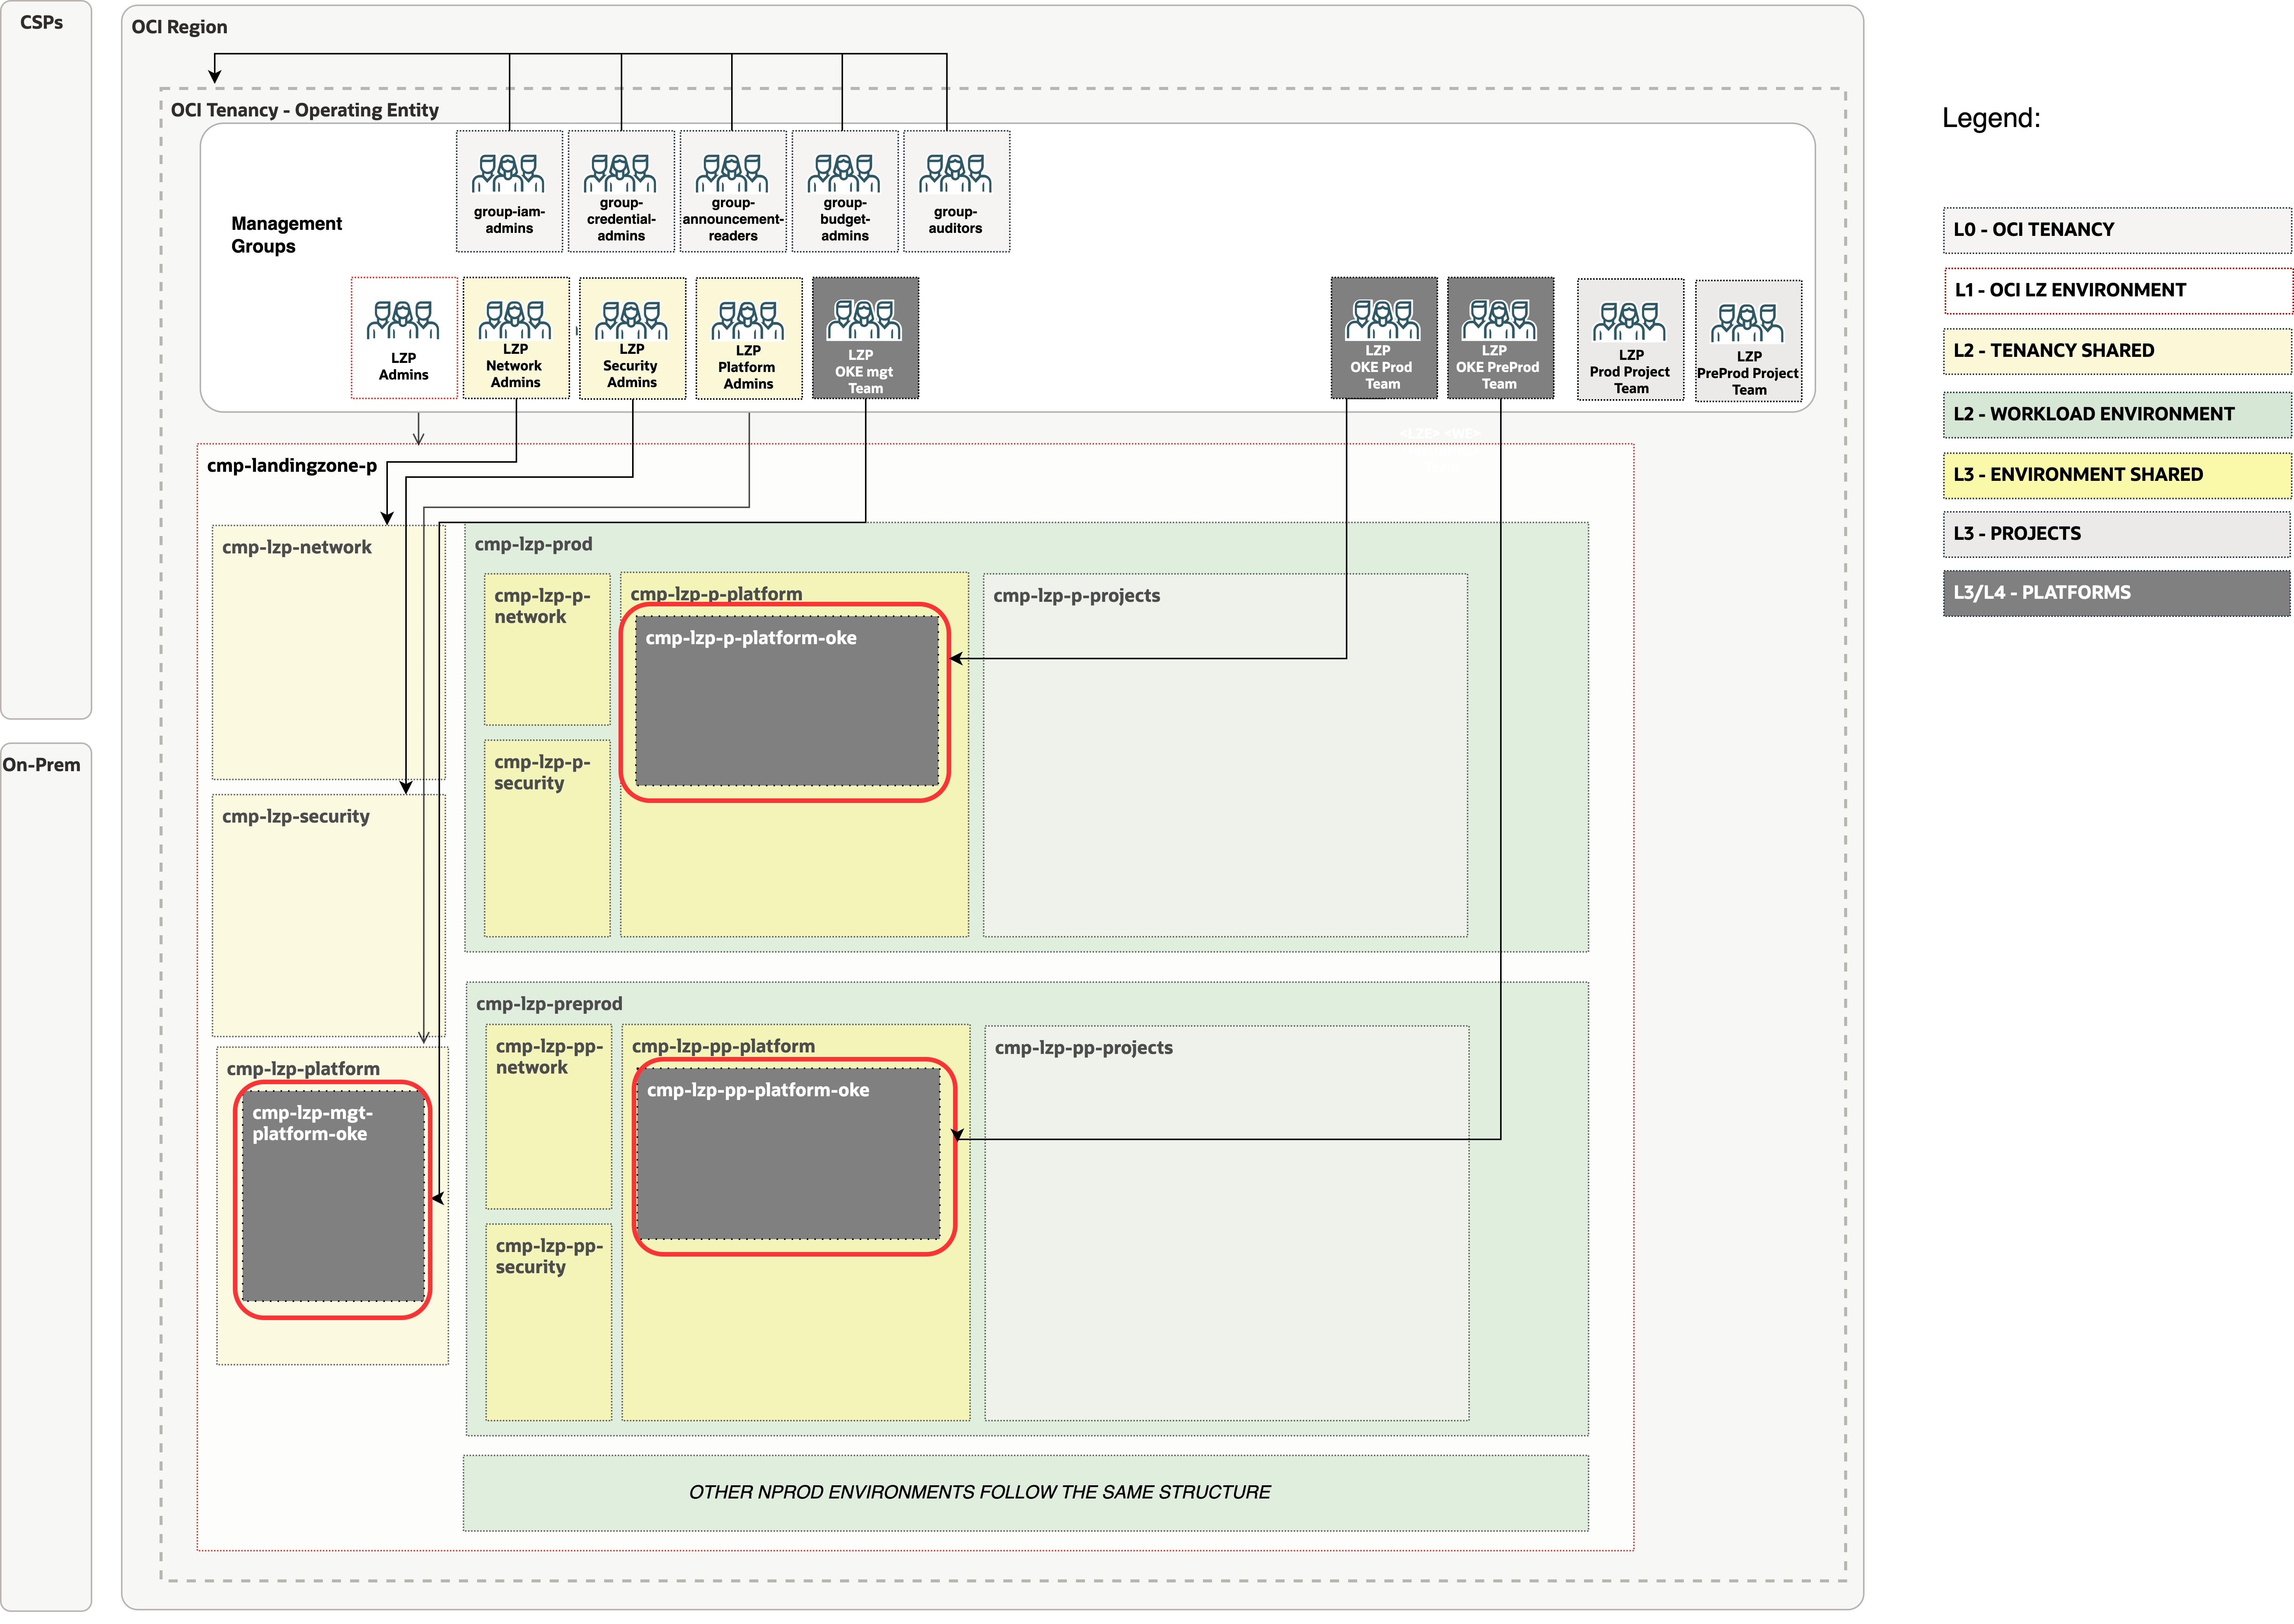 CSPs
On-Prem
OCI Region
OCI Tenancy - Operating Entity
Management
Groups
group-iam-
admins
group-
credential-
admins
group-
announcement-
readers
group-
budget-
admins
group-
auditors
LZP
Admins
LZP
Network
Admins
LZP
Security
Admins
LZP
Platform
Admins
LZP
OKE mgt
Team
LZP
OKE Prod
Team
LZP
OKE PreProd
Team
LZP
Prod Project
Team
LZP
PreProd Project
Team
<LZE> <WE>
cmp-landingzone-p
cmp-lzp-network
cmp-lzp-security
cmp-lzp-platform
cmp-lzp-mgt-
platform-oke
cmp-lzp-prod
cmp-lzp-p-
network
cmp-lzp-p-
security
cmp-lzp-p-platform
cmp-lzp-p-platform-oke
cmp-lzp-p-projects
cmp-lzp-preprod
cmp-lzp-pp-
network
cmp-lzp-pp-
security
cmp-lzp-pp-platform
cmp-lzp-pp-platform-oke
cmp-lzp-pp-projects
OTHER NPROD ENVIRONMENTS FOLLOW THE SAME STRUCTURE
Legend:
L0 - OCI TENANCY
L1 - OCI LZ ENVIRONMENT
L2 - TENANCY SHARED
L2 - WORKLOAD ENVIRONMENT
L3 - ENVIRONMENT SHARED
L3 - PROJECTS
L3/L4 - PLATFORMS